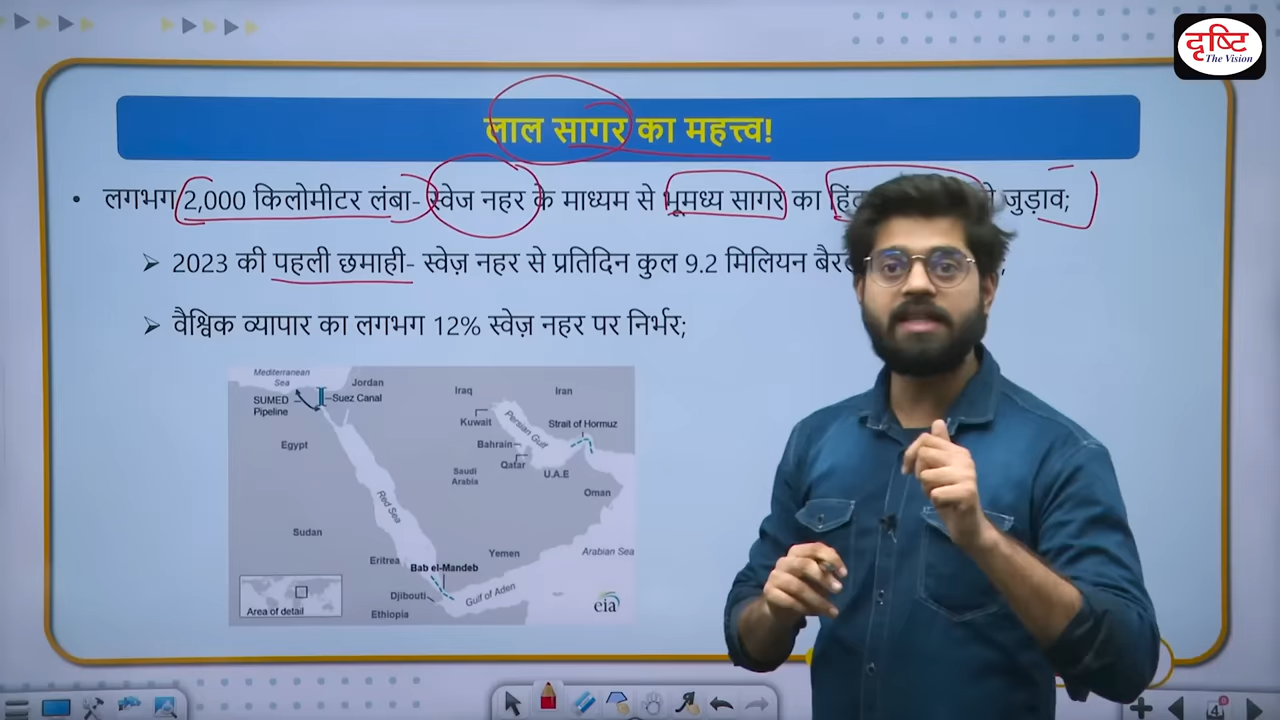 दृष्टि
The Vision
लाल सागर का महत्त्व!
• लगभग 2,000 किलोमीटर लंबा- स्वेज नहर के माध्यम से भूमध्य सागर का जुड़ाव;
➢ 2023 की पहली छमाही- स्वेज़ नहर से प्रतिदिन कुल 9.2 मिलियन
➢ वैश्विक व्यापार का लगभग 12% स्वेज़ नहर पर निर्भर;
Mediterranean
Sea
Jordan
Iraq
Iran
SUMED
Pipeline
Suez Canal
Kuwait
Persian Gulf
Strait of Hormuz
Egypt
Bahrain
Qatar
Saudi
Arabia
U.A.E
Oman
Red Sea
Sudan
Eritrea
Yemen
Arabian Sea
Bab el-Mandeb
Djibouti
Gulf of Aden
Ethiopia
Area of detail
eia
4